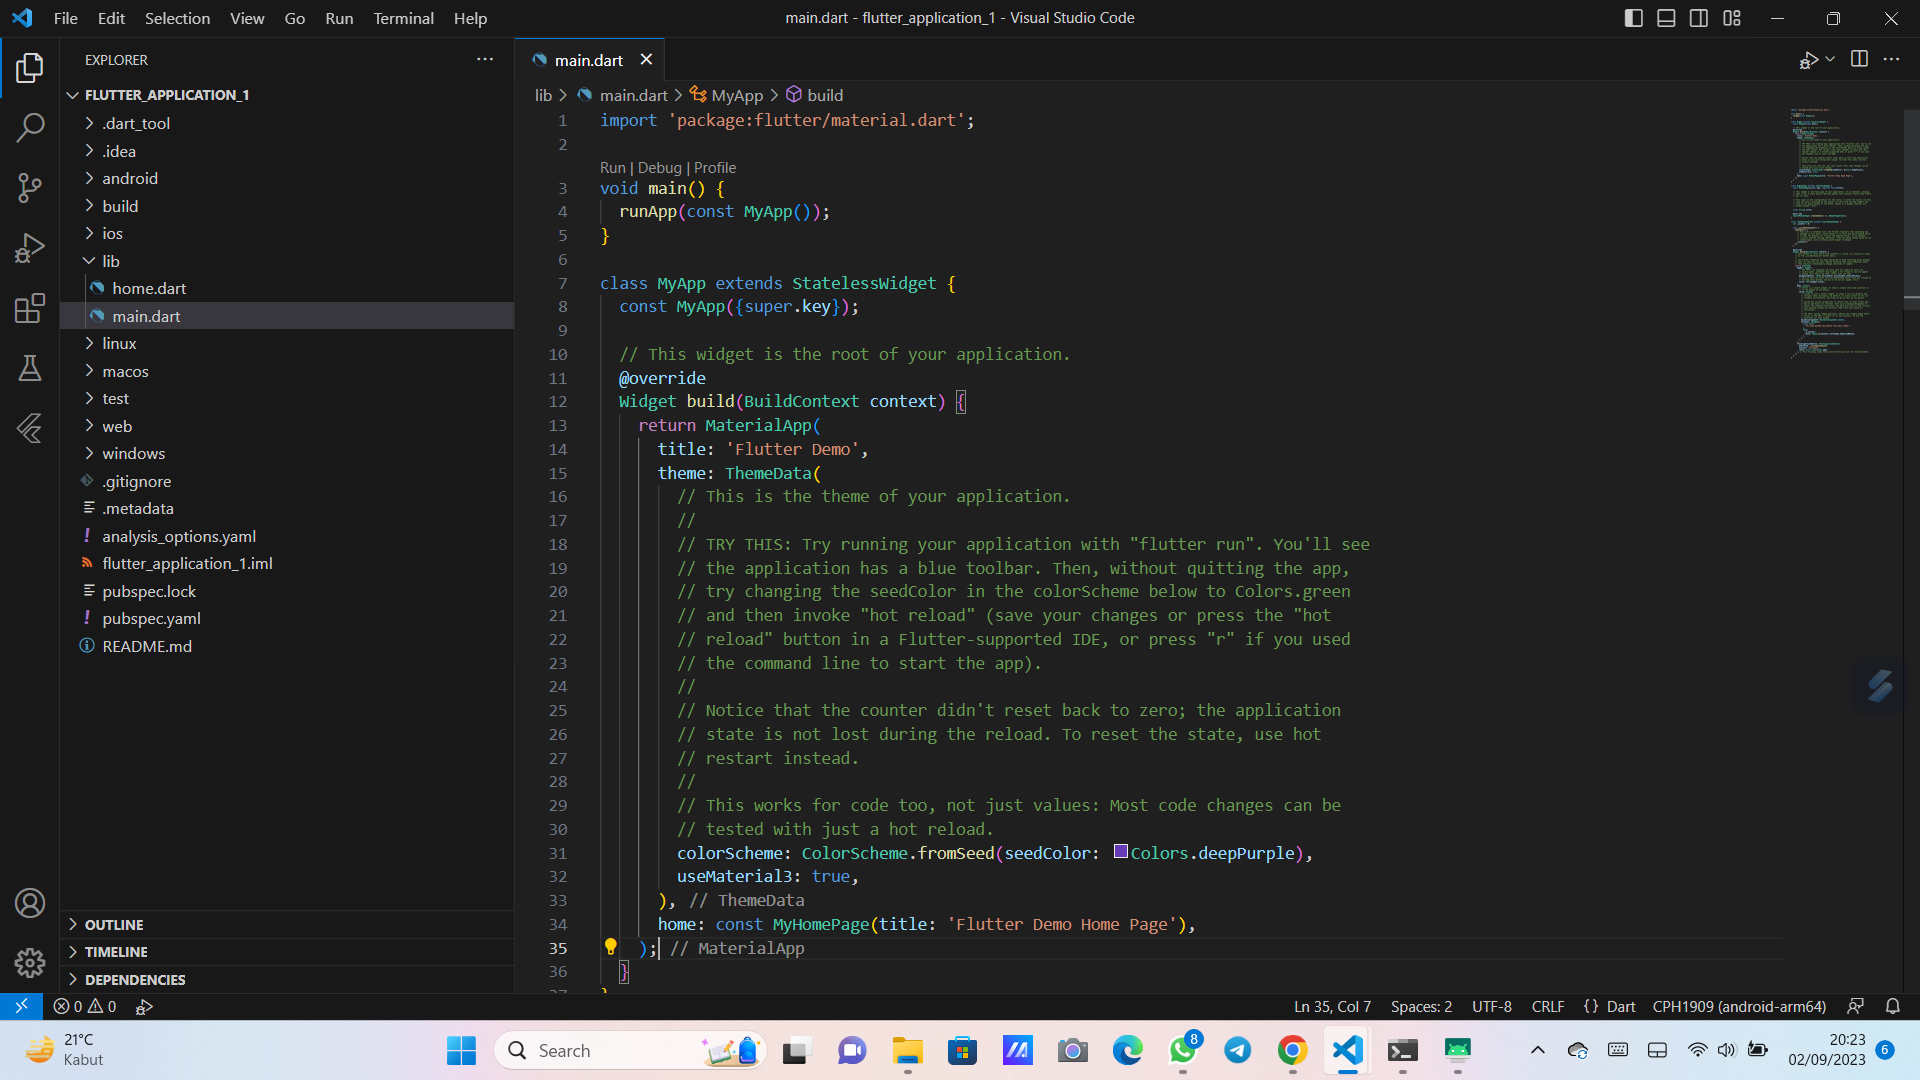 File Edit Selection View Go Run Terminal Help
main.dart - flutter_application_1 - Visual Studio Code
EXPLORER
FLUTTER_APPLICATION_1
.dart_tool
.idea
android
build
ios
lib
home.dart
main.dart
linux
macos
test
web
windows
.gitignore
.metadata
analysis_options.yaml
flutter_application_1.iml
pubspec.lock
pubspec.yaml
README.md
OUTLINE
TIMELINE
DEPENDENCIES
main.dart
lib > main.dart > MyApp > build
1 import 'package:flutter/material.dart';
2
Run | Debug | Profile
3 void main() {
4 runApp(const MyApp());
5 }
6
7 class MyApp extends StatelessWidget {
8 const MyApp({super.key});
9
10 // This widget is the root of your application.
11 @override
12 Widget build(BuildContext context) {
13 return MaterialApp(
14 title: 'Flutter Demo',
15 theme: ThemeData(
16 // This is the theme of your application.
17 //
18 // TRY THIS: Try running your application with "flutter run". You'll see
19 // the application has a blue toolbar. Then, without quitting the app,
20 // try changing the seedColor in the colorScheme below to Colors.green
21 // and then invoke "hot reload" (save your changes or press the "hot
22 // reload" button in a Flutter-supported IDE, or press "r" if you used
23 // the command line to start the app).
24 //
25 // Notice that the counter didn't reset back to zero; the application
26 // state is not lost during the reload. To reset the state, use hot
27 // restart instead.
28 //
29 // This works for code too, not just values: Most code changes can be
30 // tested with just a hot reload.
31 colorScheme: ColorScheme.fromSeed(seedColor: Colors.deepPurple),
32 useMaterial3: true,
33 ), // ThemeData
34 home: const MyHomePage(title: 'Flutter Demo Home Page'),
35 ); // MaterialApp
36 }
0 0
Ln 35, Col 7 Spaces: 2 UTF-8 CRLF {} Dart CPH1909 (android-arm64)
21°C
Kabut
Search
8
20:23
02/09/2023
6